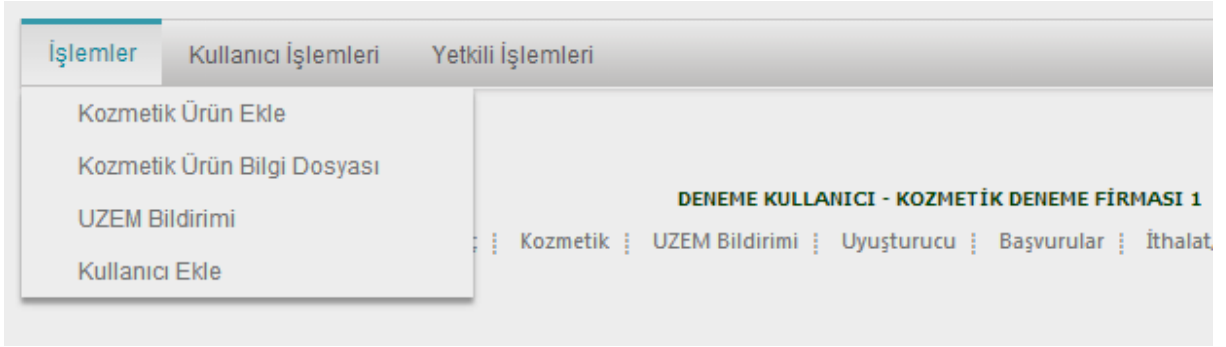 İşlemler Kullanıcı İşlemleri Yetkili İşlemleri
Kozmetik Ürün Ekle
Kozmetik Ürün Bilgi Dosyası
UZEM Bildirimi
Kullanıcı Ekle
DENEME KULLANICI - KOZMETİK DENEME FİRMASI 1
Kozmetik UZEM Bildirimi Uyuşturucu Başvurular İthalat,